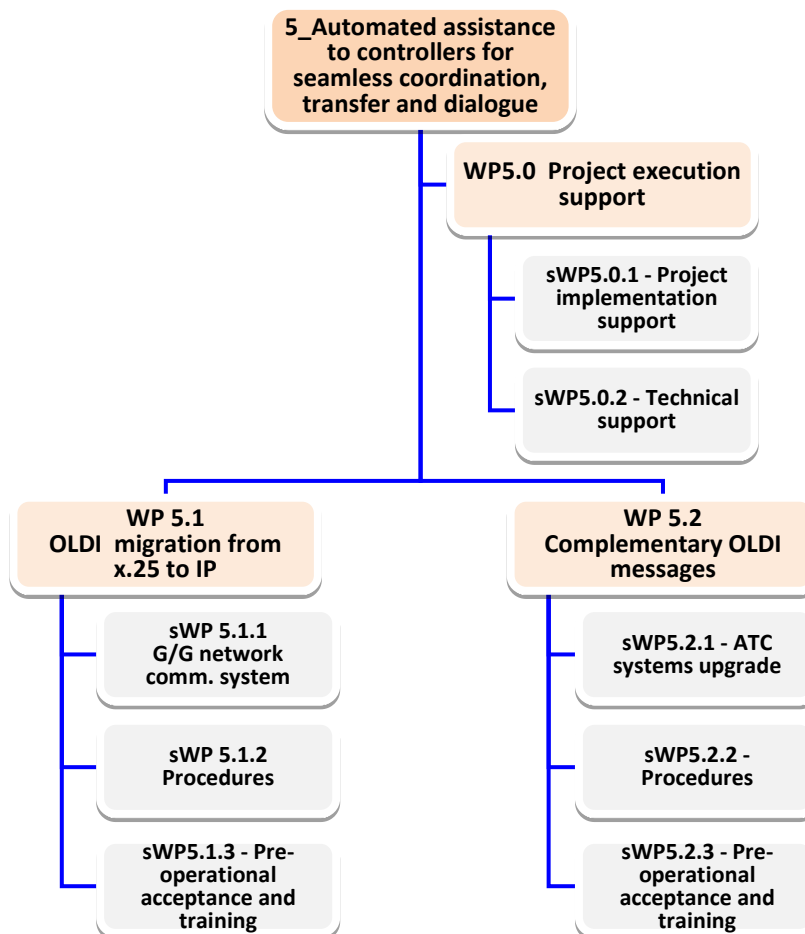 5_Automated assistance
to controllers for
seamless coordination,
transfer and dialogue
WP5.0  Project execution
support
sWP5.0.1 - Project
implementation
support
sWP5.0.2 - Technical
support
WP 5.1
OLDI  migration from
x.25 to IP
sWP 5.1.1
G/G network
comm. system
sWP 5.1.2
Procedures
sWP5.1.3 - Pre-
operational
acceptance and
training
WP 5.2
Complementary OLDI
messages
sWP5.2.1 - ATC
systems upgrade
sWP5.2.2 -
Procedures
sWP5.2.3 - Pre-
operational
acceptance and
training